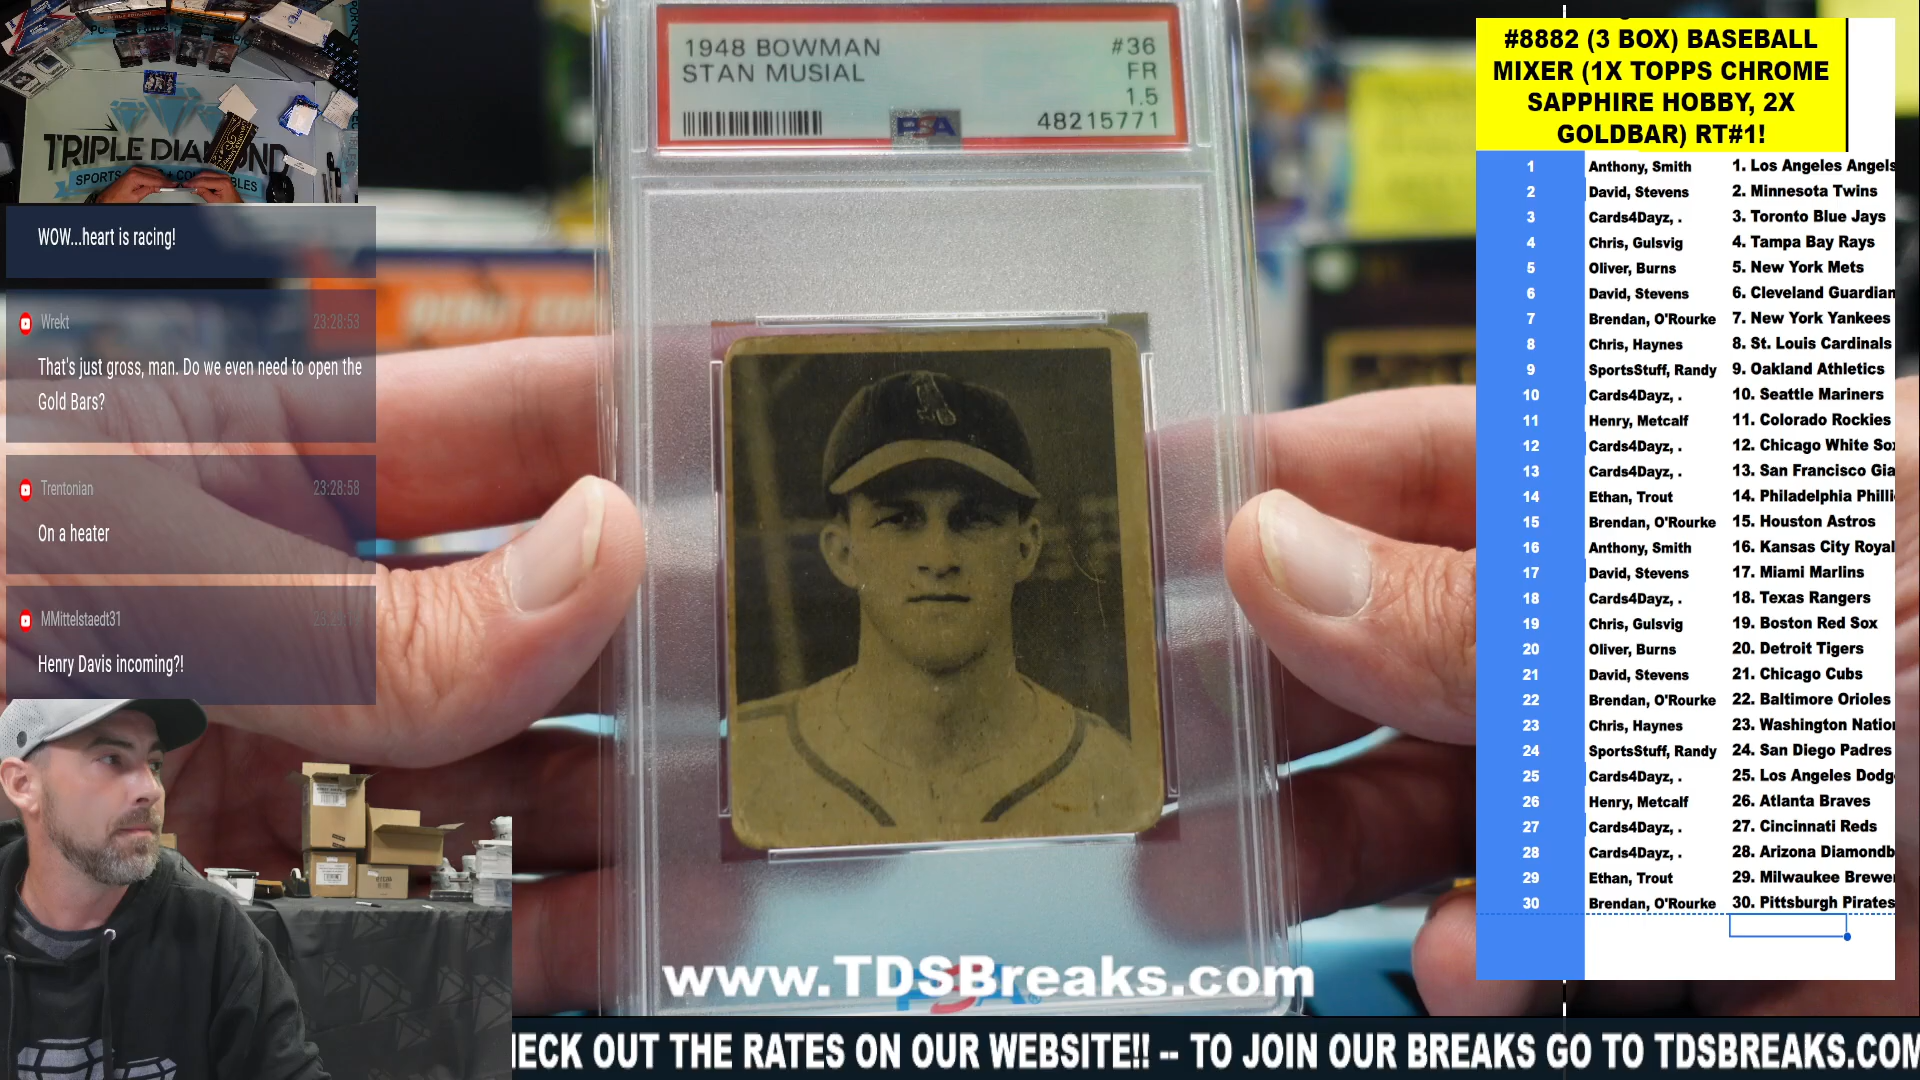 TRIPLE DIAMOND
SPORTS
WOW...heart is racing!
Wrekt 23:28:53
That's just gross, man. Do we even need to open the
Gold Bars?
Trentonian 23:28:58
On a heater
MMittelstaedt31
Henry Davis incoming?!
1948 BOWMAN #36
STAN MUSIAL FR
1.5
PSA 48215771
www.TDSBreaks.com
#8882 (3 BOX) BASEBALL
MIXER (1X TOPPS CHROME
SAPPHIRE HOBBY, 2X
GOLDBAR) RT#1!
1 Anthony, Smith 1. Los Angeles Angels
2 David, Stevens 2. Minnesota Twins
3 Cards4Dayz, . 3. Toronto Blue Jays
4 Chris, Gulsvig 4. Tampa Bay Rays
5 Oliver, Burns 5. New York Mets
6 David, Stevens 6. Cleveland Guardian
7 Brendan, O'Rourke 7. New York Yankees
8 Chris, Haynes 8. St. Louis Cardinals
9 SportsStuff, Randy 9. Oakland Athletics
10 Cards4Dayz, . 10. Seattle Mariners
11 Henry, Metcalf 11. Colorado Rockies
12 Cards4Dayz, . 12. Chicago White Sox
13 Cards4Dayz, . 13. San Francisco Gia
14 Ethan, Trout 14. Philadelphia Philli
15 Brendan, O'Rourke 15. Houston Astros
16 Anthony, Smith 16. Kansas City Royal
17 David, Stevens 17. Miami Marlins
18 Cards4Dayz, . 18. Texas Rangers
19 Chris, Gulsvig 19. Boston Red Sox
20 Oliver, Burns 20. Detroit Tigers
21 David, Stevens 21. Chicago Cubs
22 Brendan, O'Rourke 22. Baltimore Orioles
23 Chris, Haynes 23. Washington Natio
24 SportsStuff, Randy 24. San Diego Padres
25 Cards4Dayz, . 25. Los Angeles Dodg
26 Henry, Metcalf 26. Atlanta Braves
27 Cards4Dayz, . 27. Cincinnati Reds
28 Cards4Dayz, . 28. Arizona Diamondb
29 Ethan, Trout 29. Milwaukee Brewe
30 Brendan, O'Rourke 30. Pittsburgh Pirates
ECK OUT THE RATES ON OUR WEBSITE!! -- TO JOIN OUR BREAKS GO TO TDSBREAKS.COM